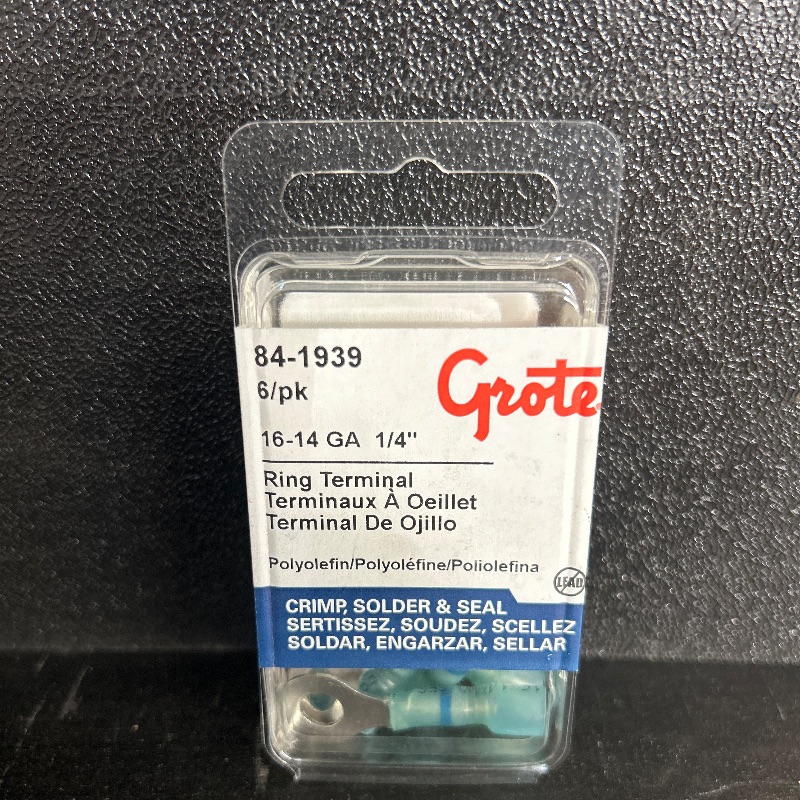 84-1939
Grote
6/pk
16-14 GA 1/4"
Ring Terminal
Terminaux À Oeillet
Terminal De Ojillo
Polyolefin/Polyoléfine/Poliolefina
LEAD
CRIMP, SOLDER & SEAL
SERTISSEZ, SOUDEZ, SCELLEZ
SOLDAR, ENGARZAR, SELLAR